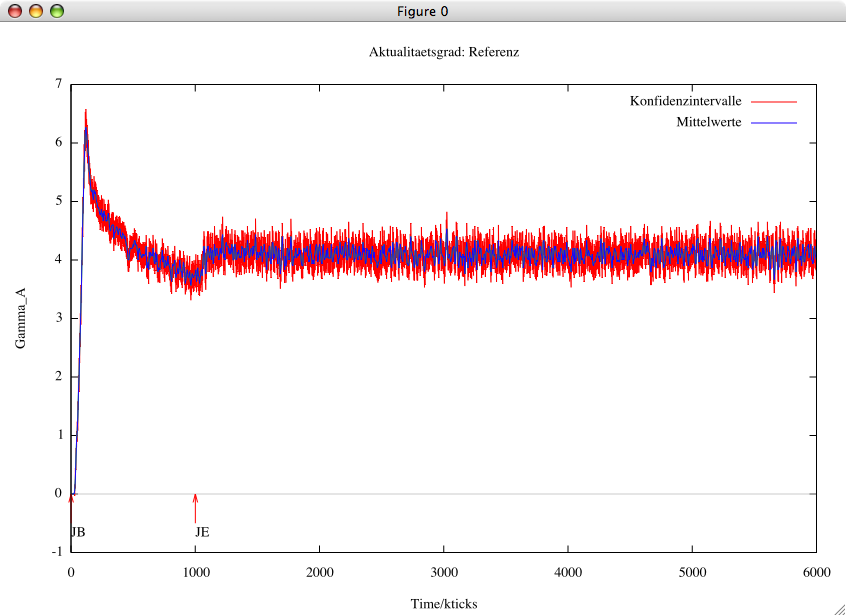 Figure 0
Aktualitaetsgrad: Referenz
Konfidenzintervalle
Mittelwerte
7
6
5
4
3
2
1
0
-1
Gamma_A
JB
JE
0
1000
2000
3000
4000
5000
6000
Time/kticks